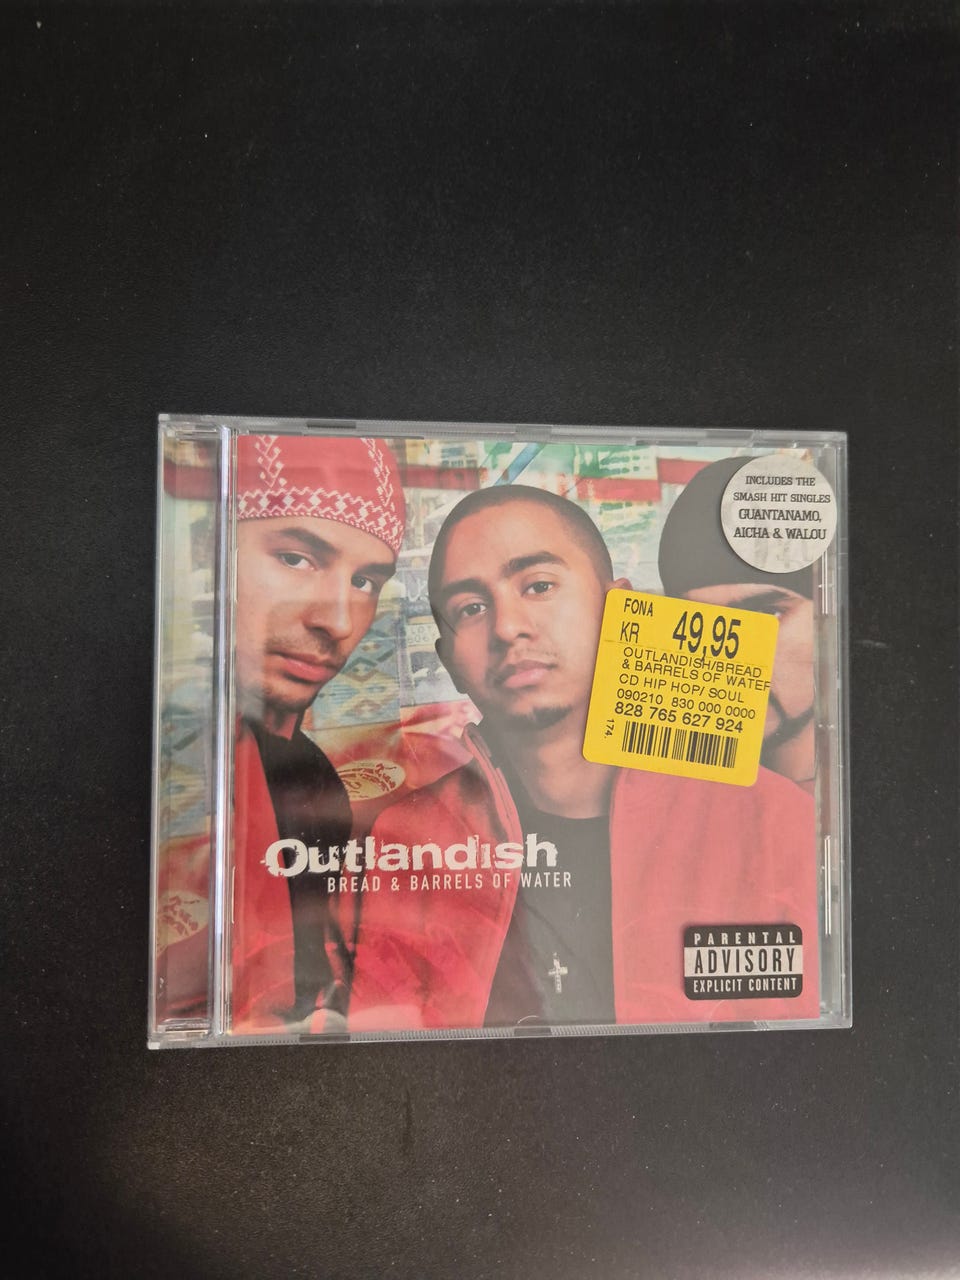 INCLUDES THE
SMASH HIT SINGLES
GUANTANAMO,
AICHA & WALOU
FONA
KR 49,95
OUTLANDISH/BREAD
& BARRELS OF WATER
CD HIP HOP/ SOUL
090210 830 000 0000
828 765 627 924
174.
Outlandish
BREAD & BARRELS OF WATER
PARENTAL
ADVISORY
EXPLICIT CONTENT